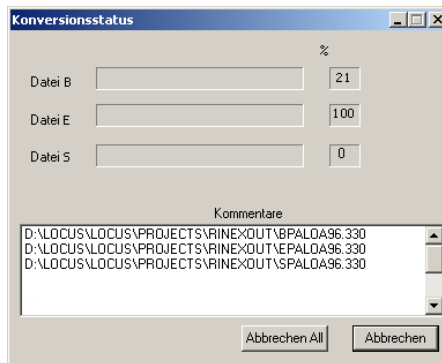 Konversionsstatus
%
Datei B 21
Datei E 100
Datei S 0
Kommentare
D:\LOCUS\LOCUS\PROJECTS\RINEXOUT\BPALOA96.330
D:\LOCUS\LOCUS\PROJECTS\RINEXOUT\EPALOA96.330
D:\LOCUS\LOCUS\PROJECTS\RINEXOUT\SPALOA96.330
Abbrechen All Abbrechen